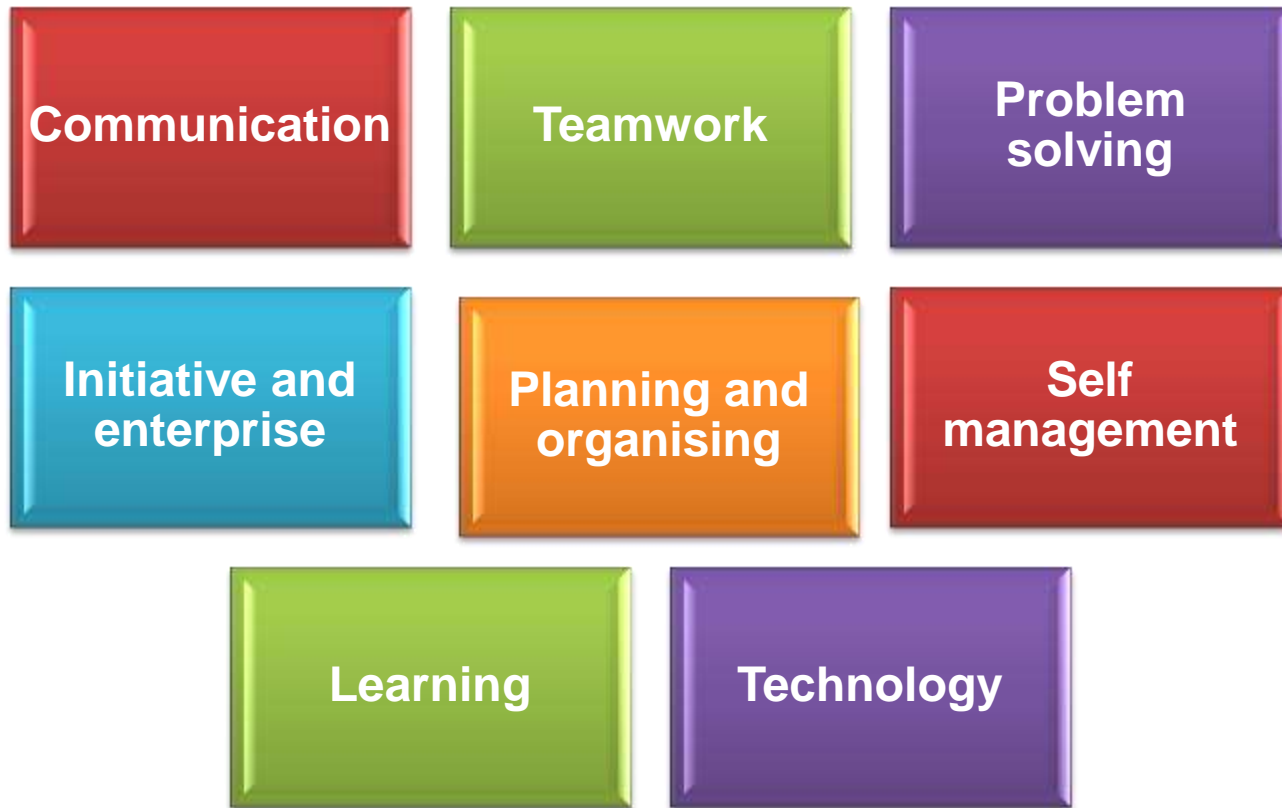 Communication
Teamwork
Problem
solving
Initiative and
enterprise
Planning and
organising
Self
management
Learning
Technology